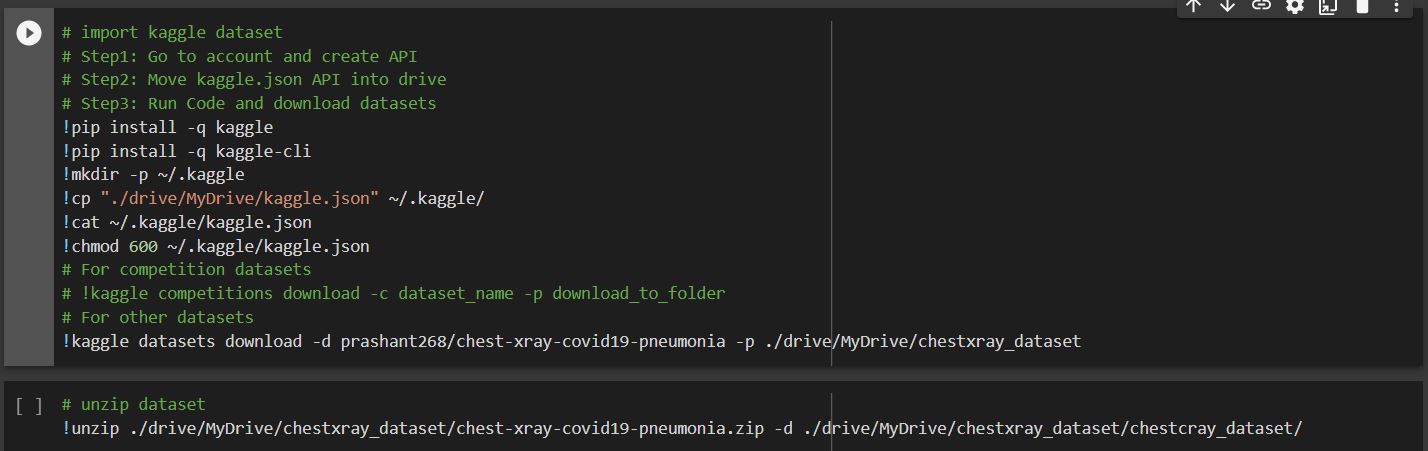 # import kaggle dataset
# Step1: Go to account and create API
# Step2: Move kaggle.json API into drive
# Step3: Run Code and download datasets
!pip install -q kaggle
!pip install -q kaggle-cli
!mkdir -p ~/.kaggle
!cp "./drive/MyDrive/kaggle.json" ~/.kaggle/
!cat ~/.kaggle/kaggle.json
!chmod 600 ~/.kaggle/kaggle.json
# For competition datasets
# !kaggle competitions download -c dataset_name -p download_to_folder
# For other datasets
!kaggle datasets download -d prashant268/chest-xray-covid19-pneumonia -p ./drive/MyDrive/chestxray_dataset
[ ] # unzip dataset
!unzip ./drive/MyDrive/chestxray_dataset/chest-xray-covid19-pneumonia.zip -d ./drive/MyDrive/chestxray_dataset/chestcray_dataset/